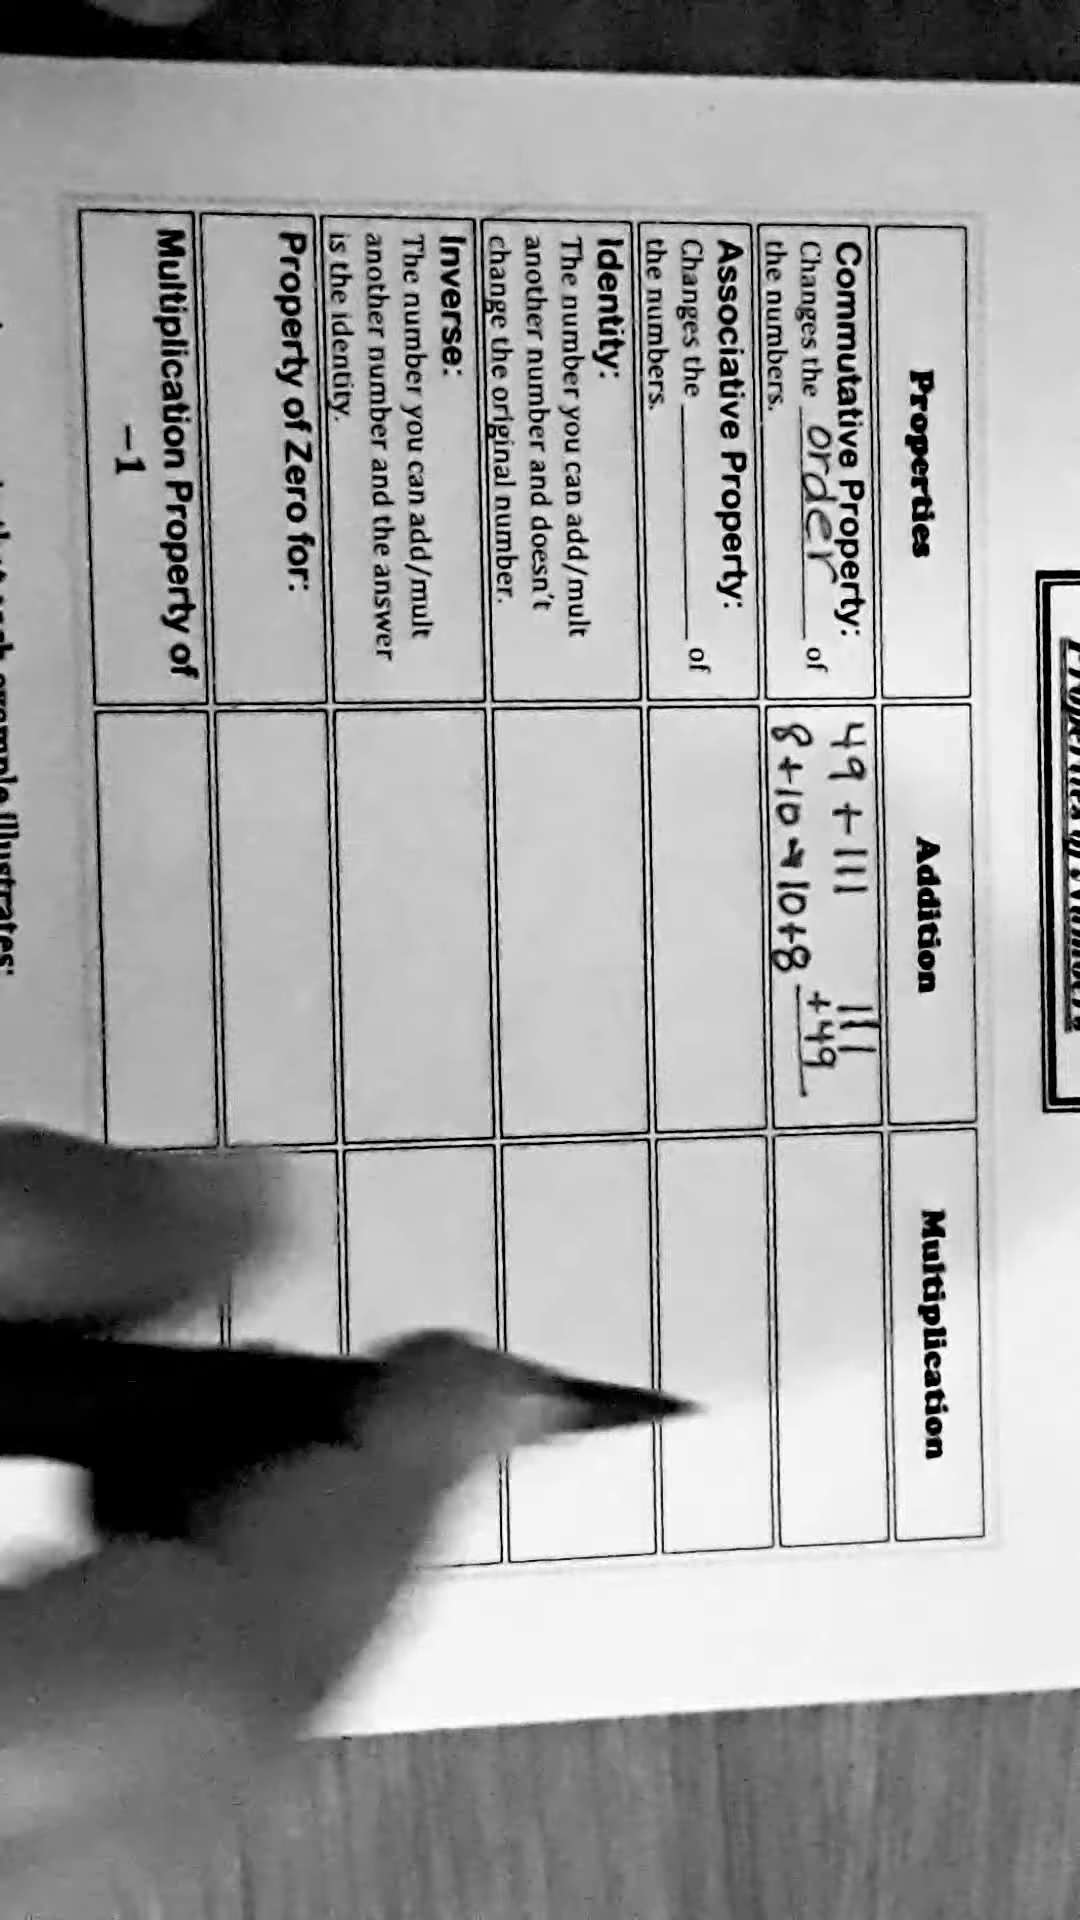 Properties
Addition
Multiplication
Commutative Property:
Changes the order of
the numbers.
49 + 111
111
+49
8+10 → 10+8
Associative Property:
Changes the ______ of
the numbers.
Identity:
The number you can add/mult
another number and doesn't
change the original number.
Inverse:
The number you can add/mult
another number and the answer
is the identity.
Property of Zero for:
Multiplication Property of
−1
example illustrates: